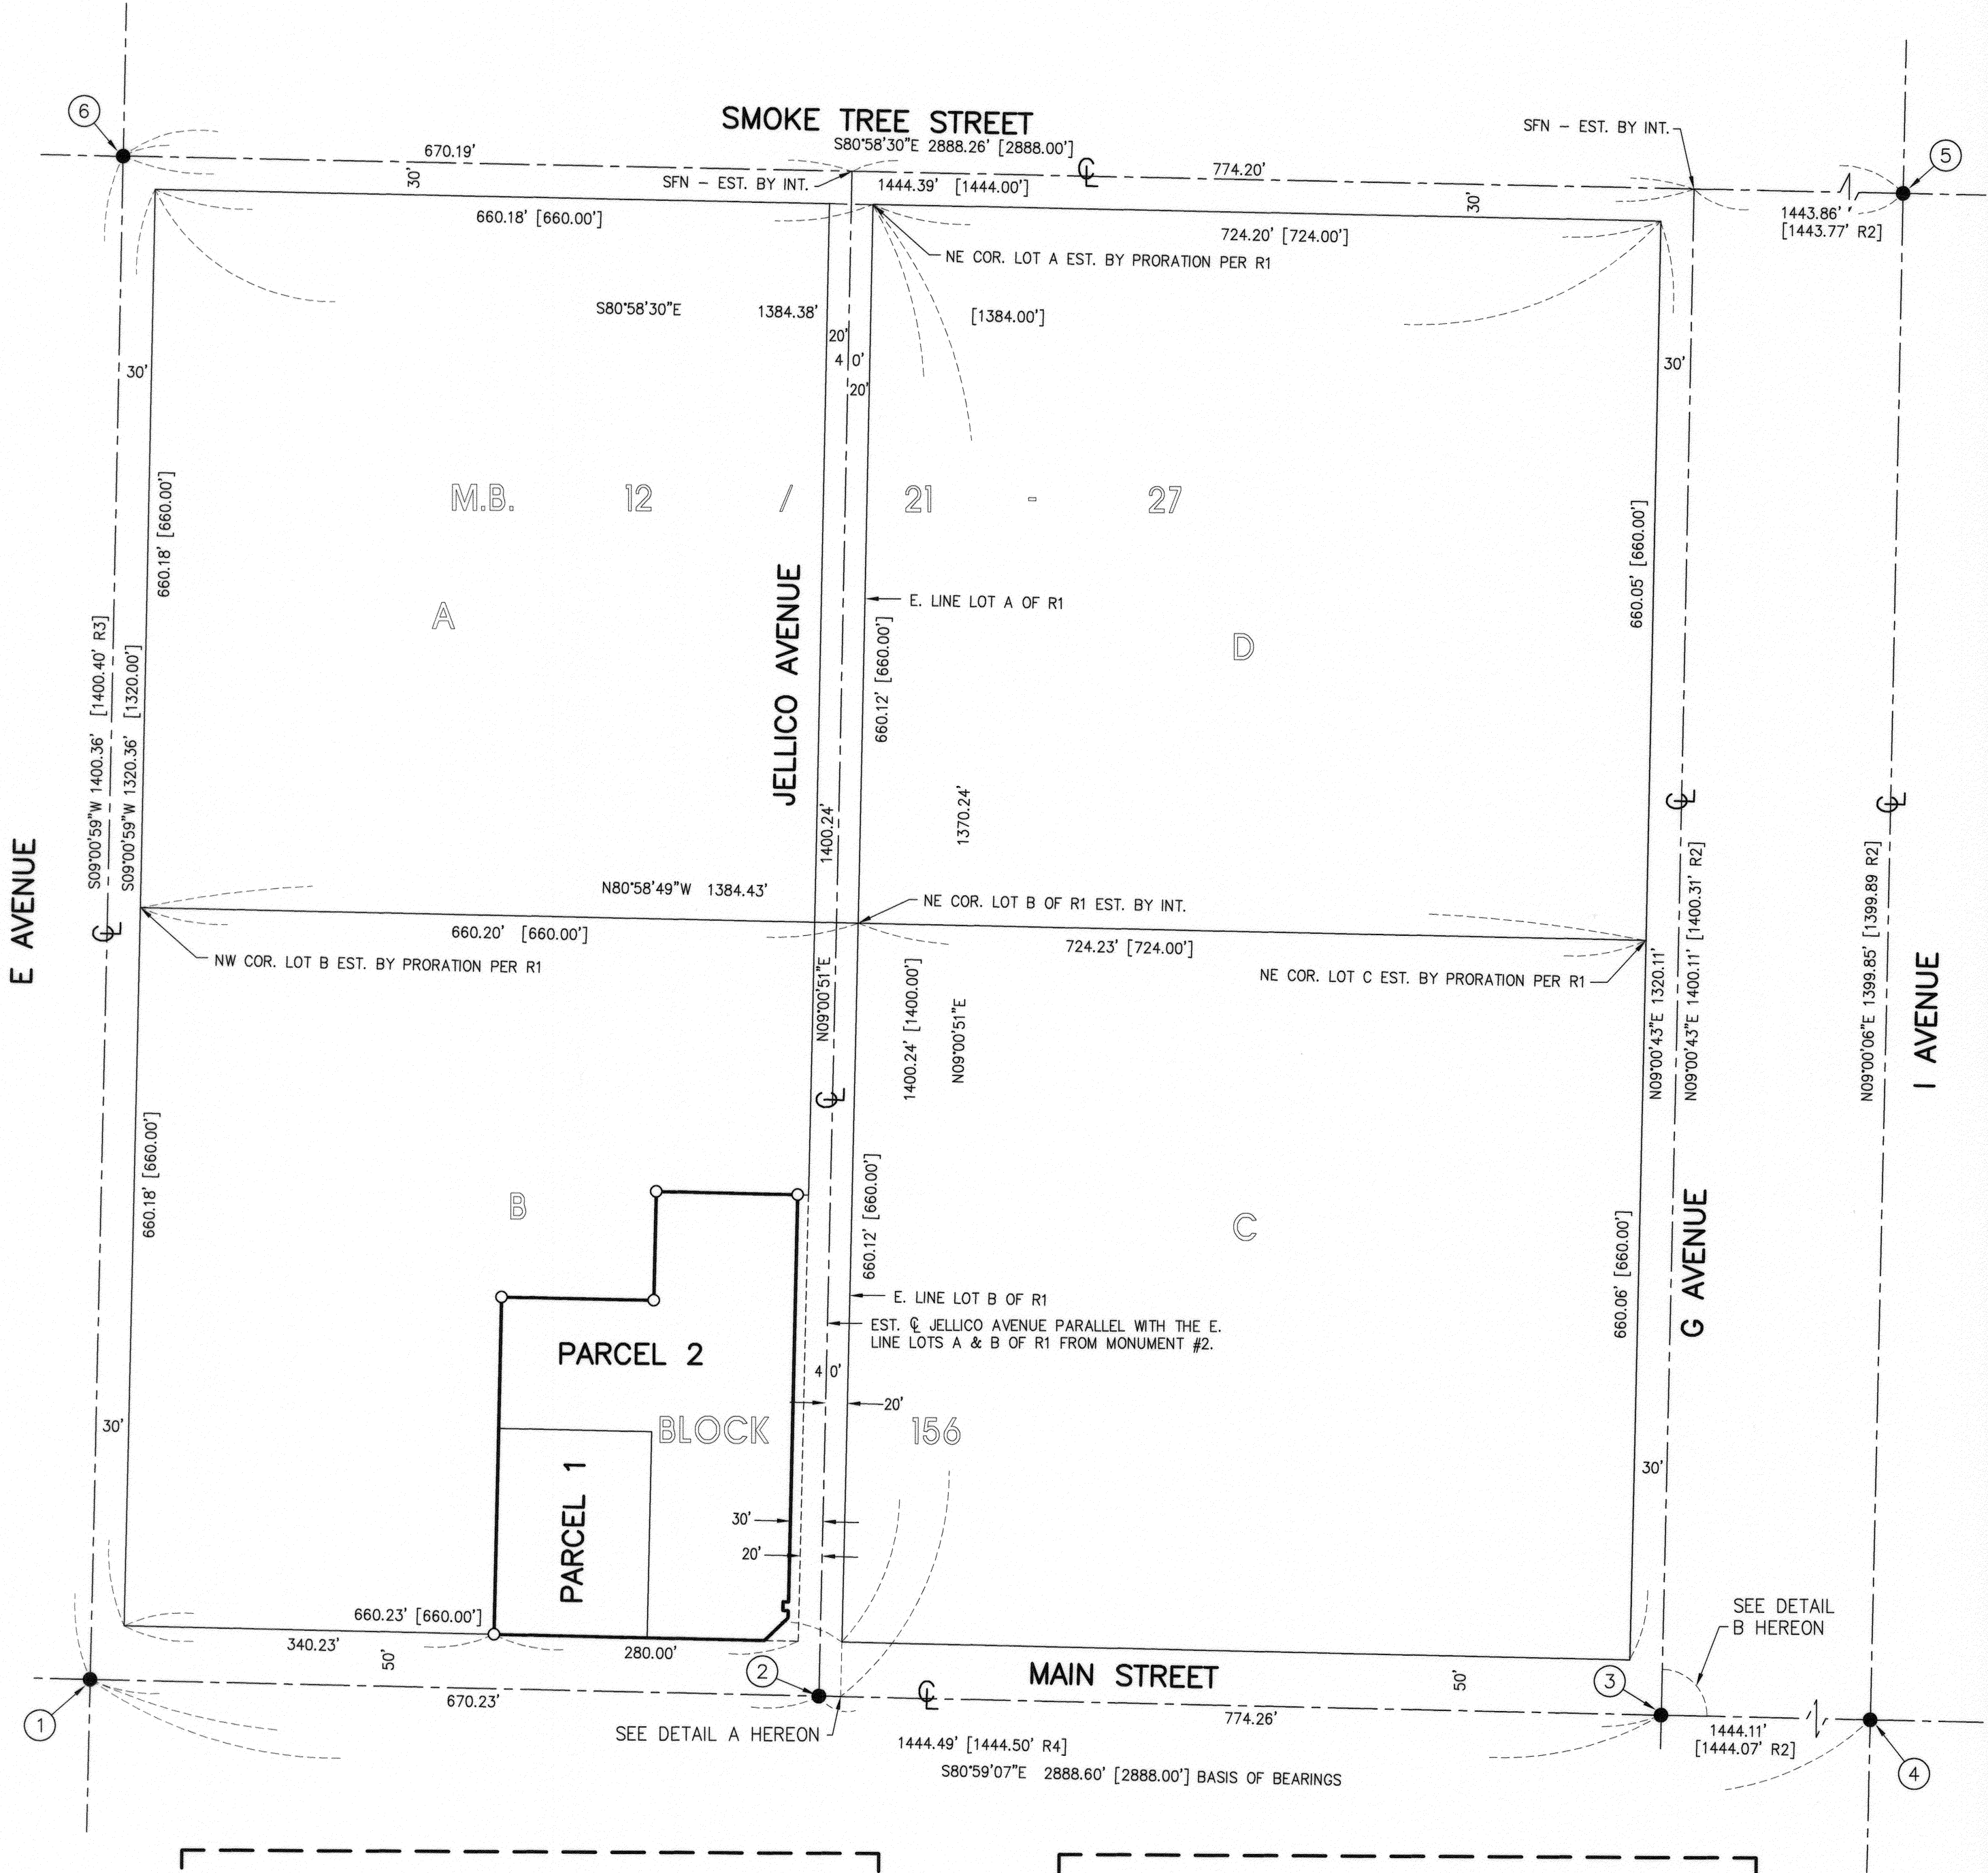 SMOKE TREE STREET
S80°58'30"E 2888.26' [2888.00']
SFN - EST. BY INT.
6
5
670.19'
℄
774.20'
30'
SFN - EST. BY INT.
1444.39' [1444.00']
30'
1443.86'
[1443.77' R2]
660.18' [660.00']
724.20' [724.00']
NE COR. LOT A EST. BY PRORATION PER R1
S80°58'30"E 1384.38' [1384.00']
20'
40'
20'
30'
30'
M.B. 12 / 21 - 27
660.18' [660.00']
660.05' [660.00']
A
JELLICO AVENUE
E. LINE LOT A OF R1
D
660.12' [660.00']
S09°00'59"W 1400.36' [1400.40' R3]
S09°00'59"W 1320.36' [1320.00']
E AVENUE
℄
1400.24'
1370.24'
℄
℄
N80°58'49"W 1384.43'
NE COR. LOT B OF R1 EST. BY INT.
660.20' [660.00']
724.23' [724.00']
NW COR. LOT B EST. BY PRORATION PER R1
NE COR. LOT C EST. BY PRORATION PER R1
N09°00'51"E
1400.24' [1400.00']
N09°00'51"E
N09°00'43"E 1320.11'
N09°00'43"E 1400.11' [1400.31' R2]
N09°00'06"E 1399.85' [1399.89 R2]
I AVENUE
℄
660.18' [660.00']
B
660.12' [660.00']
C
660.06' [660.00']
G AVENUE
E. LINE LOT B OF R1
EST. ℄ JELLICO AVENUE PARALLEL WITH THE E.
LINE LOTS A & B OF R1 FROM MONUMENT #2.
PARCEL 2
40'
20'
30'
BLOCK 156
30'
PARCEL 1
30'
20'
660.23' [660.00']
340.23'
50'
280.00'
SEE DETAIL
B HEREON
1
2
MAIN STREET
50'
3
670.23'
℄
774.26'
SEE DETAIL A HEREON
1444.49' [1444.50' R4]
1444.11'
[1444.07' R2]
S80°59'07"E 2888.60' [2888.00'] BASIS OF BEARINGS
4